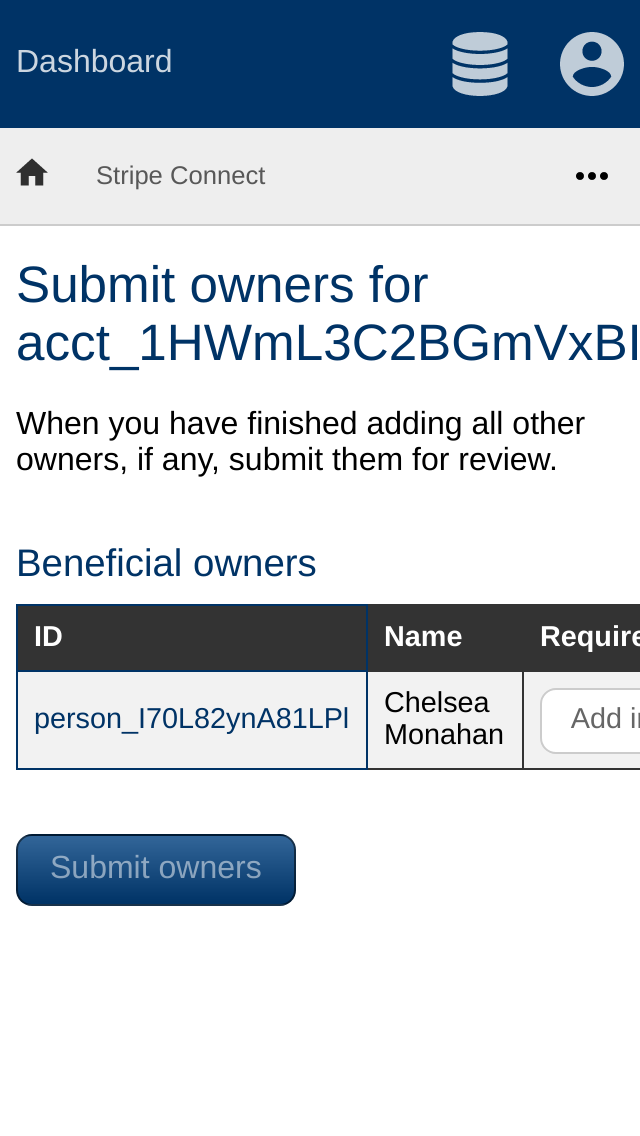 Dashboard
Stripe Connect
Submit owners for
acct_1HWmL3C2BGmVxBI
When you have finished adding all other
owners, if any, submit them for review.
Beneficial owners
ID Name Require
person_I70L82ynA81LPl Chelsea Monahan Add i
Submit owners